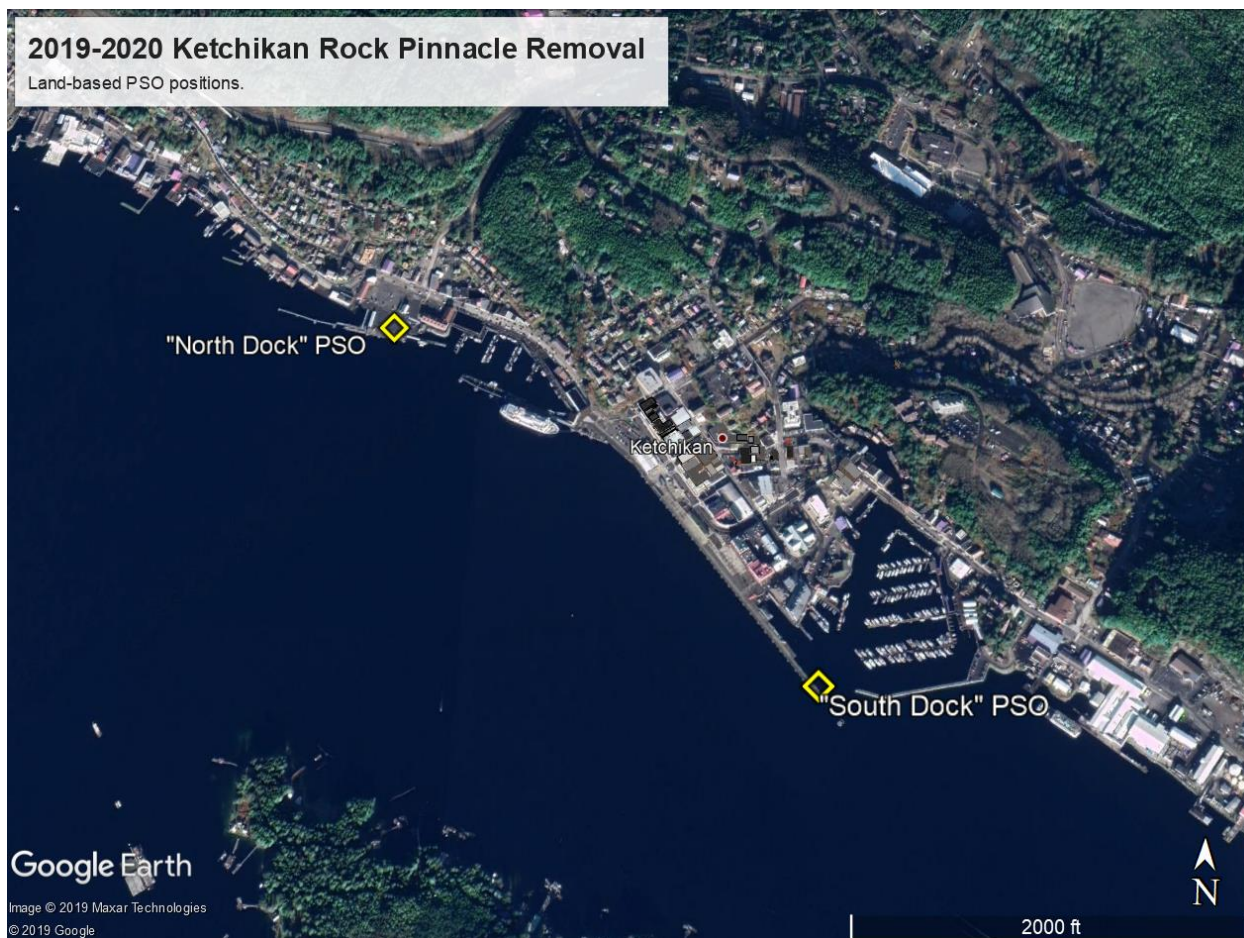 2019-2020 Ketchikan Rock Pinnacle Removal
Land-based PSO positions.
"North Dock" PSO
Ketchikan
"South Dock" PSO
Google Earth
N
Image © 2019 Maxar Technologies
© 2019 Google
2000 ft